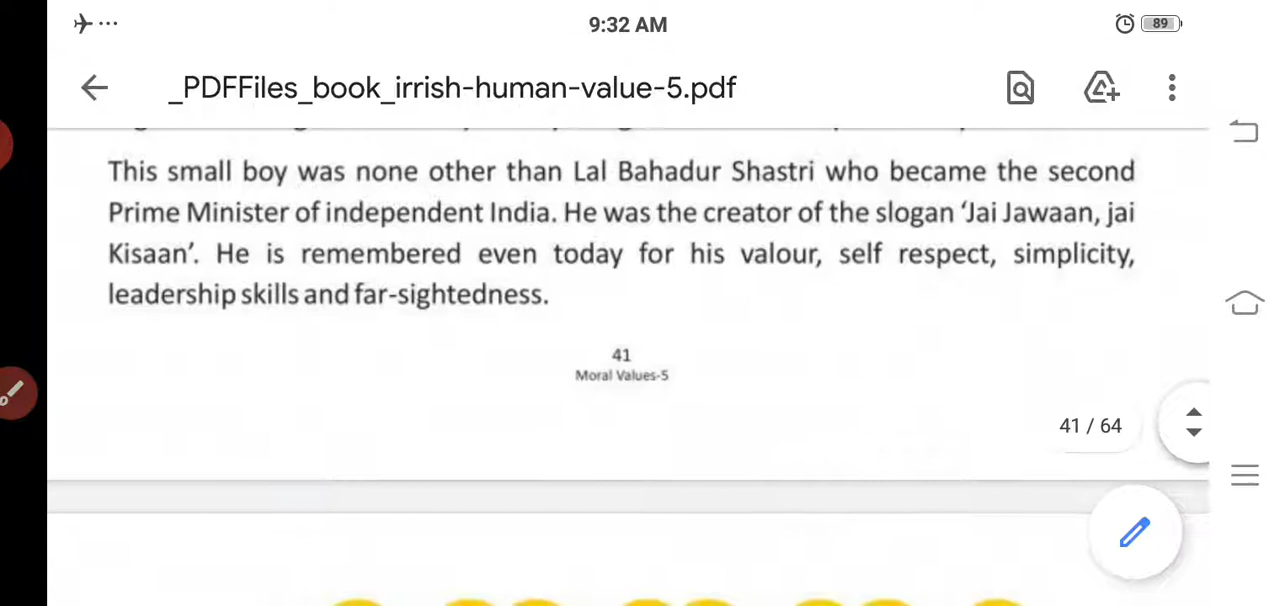 9:32 AM
89
_PDFFiles_book_irrish-human-value-5.pdf
This small boy was none other than Lal Bahadur Shastri who became the second
Prime Minister of independent India. He was the creator of the slogan ‘Jai Jawaan, jai
Kisaan’. He is remembered even today for his valour, self respect, simplicity,
leadership skills and far-sightedness.
41
Moral Values-5
41 / 64